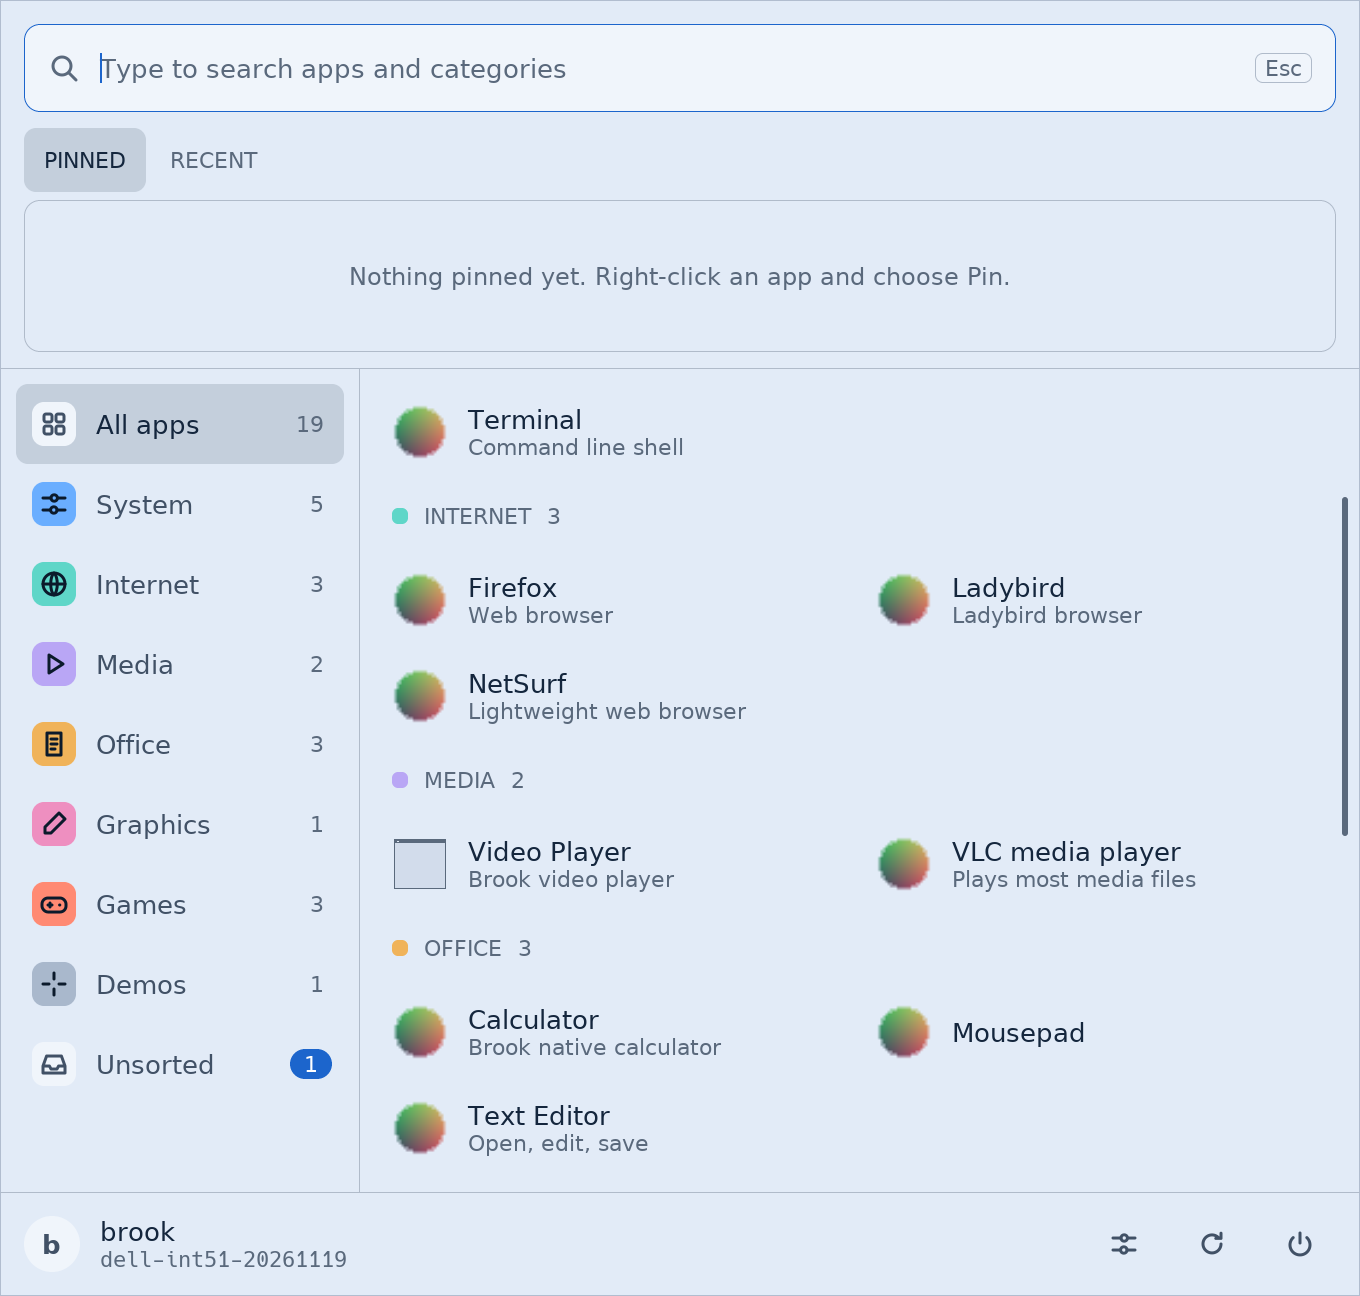 Type to search apps and categories
Esc
PINNED
RECENT
Nothing pinned yet. Right-click an app and choose Pin.
All apps 19
System 5
Internet 3
Media 2
Office 3
Graphics 1
Games 3
Demos 1
Unsorted 1
Terminal
Command line shell
INTERNET 3
Firefox
Web browser
Ladybird
Ladybird browser
NetSurf
Lightweight web browser
MEDIA 2
Video Player
Brook video player
VLC media player
Plays most media files
OFFICE 3
Calculator
Brook native calculator
Mousepad
Text Editor
Open, edit, save
b
brook
dell-int51-20261119